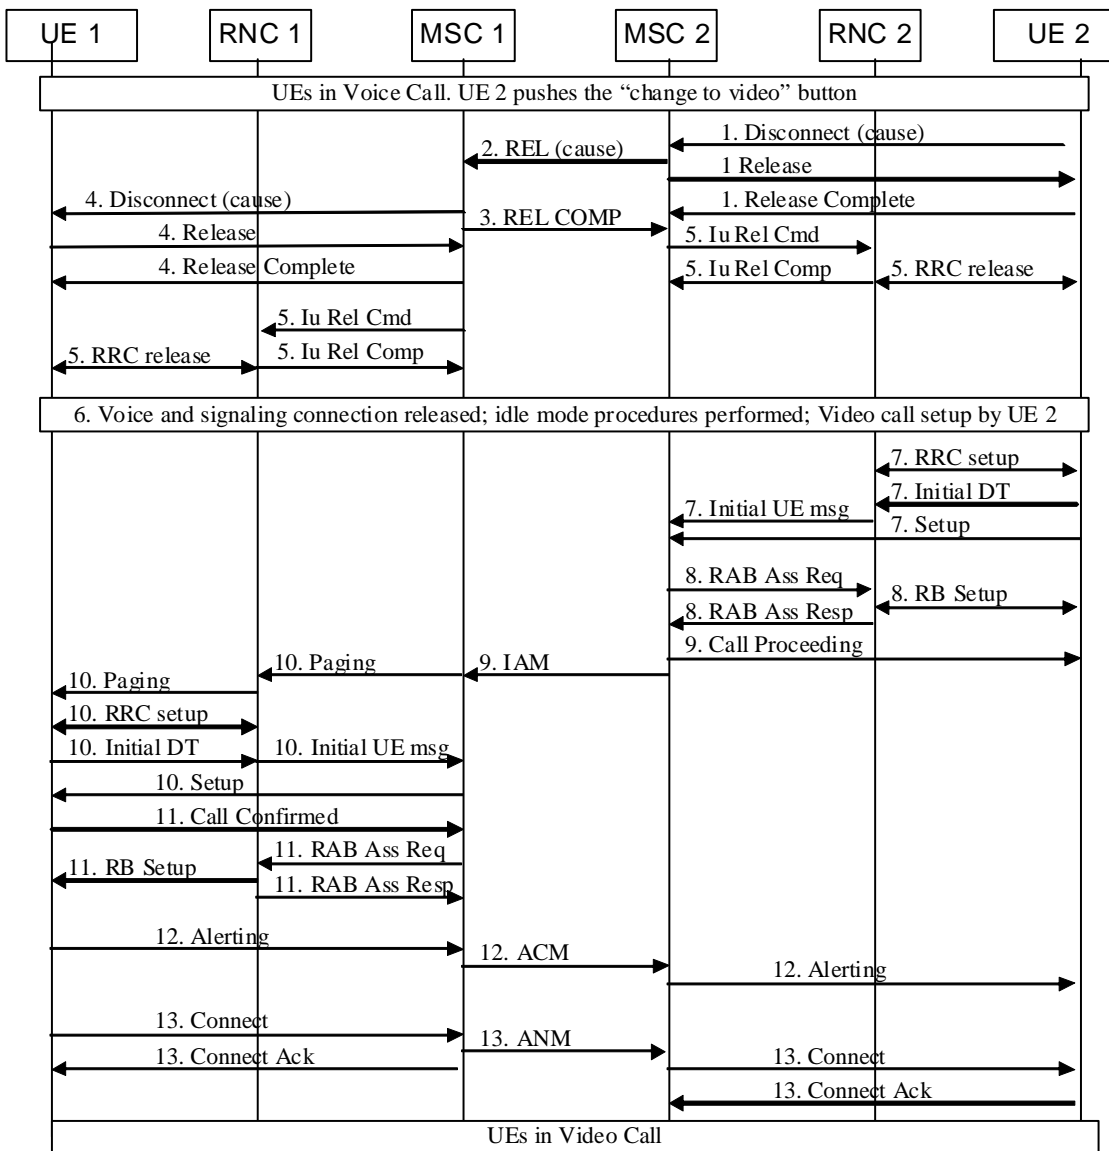 UE 1 RNC 1 MSC 1 MSC 2 RNC 2 UE 2
UEs in Voice Call. UE 2 pushes the “change to video” button
1. Disconnect (cause)
2. REL (cause)
1 Release
4. Disconnect (cause)
1. Release Complete
3. REL COMP
4. Release
5. Iu Rel Cmd
4. Release Complete
5. Iu Rel Comp
5. RRC release
5. Iu Rel Cmd
5. RRC release
5. Iu Rel Comp
6. Voice and signaling connection released; idle mode procedures performed; Video call setup by UE 2
7. RRC setup
7. Initial DT
7. Initial UE msg
7. Setup
8. RAB Ass Req
8. RB Setup
8. RAB Ass Resp
9. Call Proceeding
10. Paging
9. IAM
10. Paging
10. RRC setup
10. Initial DT
10. Initial UE msg
10. Setup
11. Call Confirmed
11. RAB Ass Req
11. RB Setup
11. RAB Ass Resp
12. Alerting
12. ACM
12. Alerting
13. Connect
13. ANM
13. Connect Ack
13. Connect
13. Connect Ack
UEs in Video Call